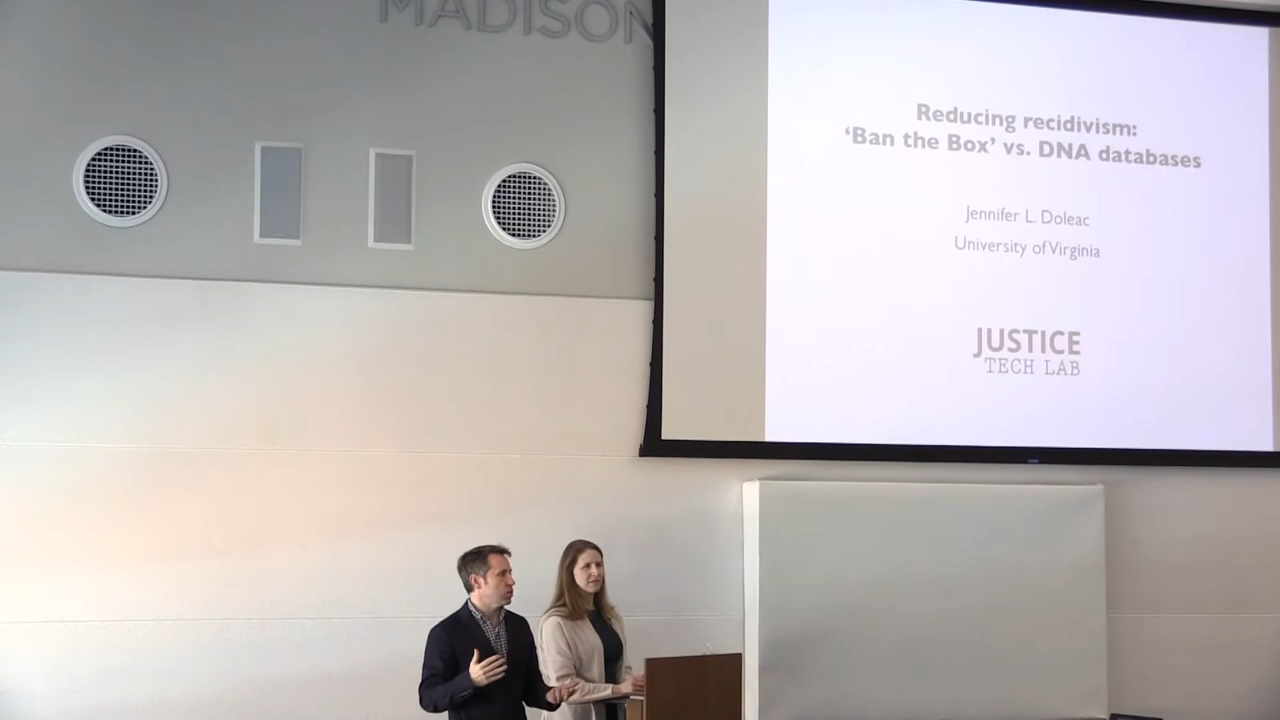 MADISON
Reducing recidivism:
‘Ban the Box’ vs. DNA databases
Jennifer L. Doleac
University of Virginia
JUSTICE
TECH LAB